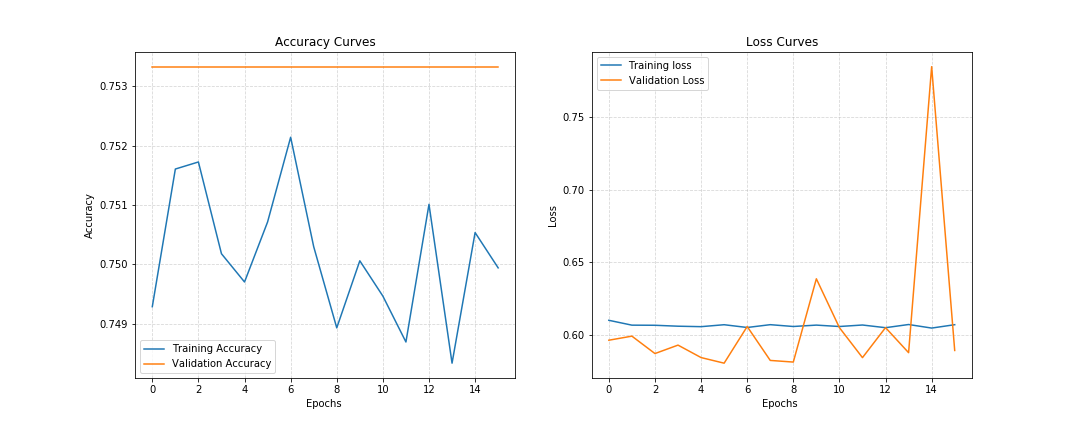 Accuracy Curves
0.753
0.752
0.751
0.750
0.749
Accuracy
Training Accuracy
Validation Accuracy
0 2 4 6 8 10 12 14
Epochs
Loss Curves
Training loss
Validation Loss
0.75
0.70
0.65
0.60
Loss
0 2 4 6 8 10 12 14
Epochs